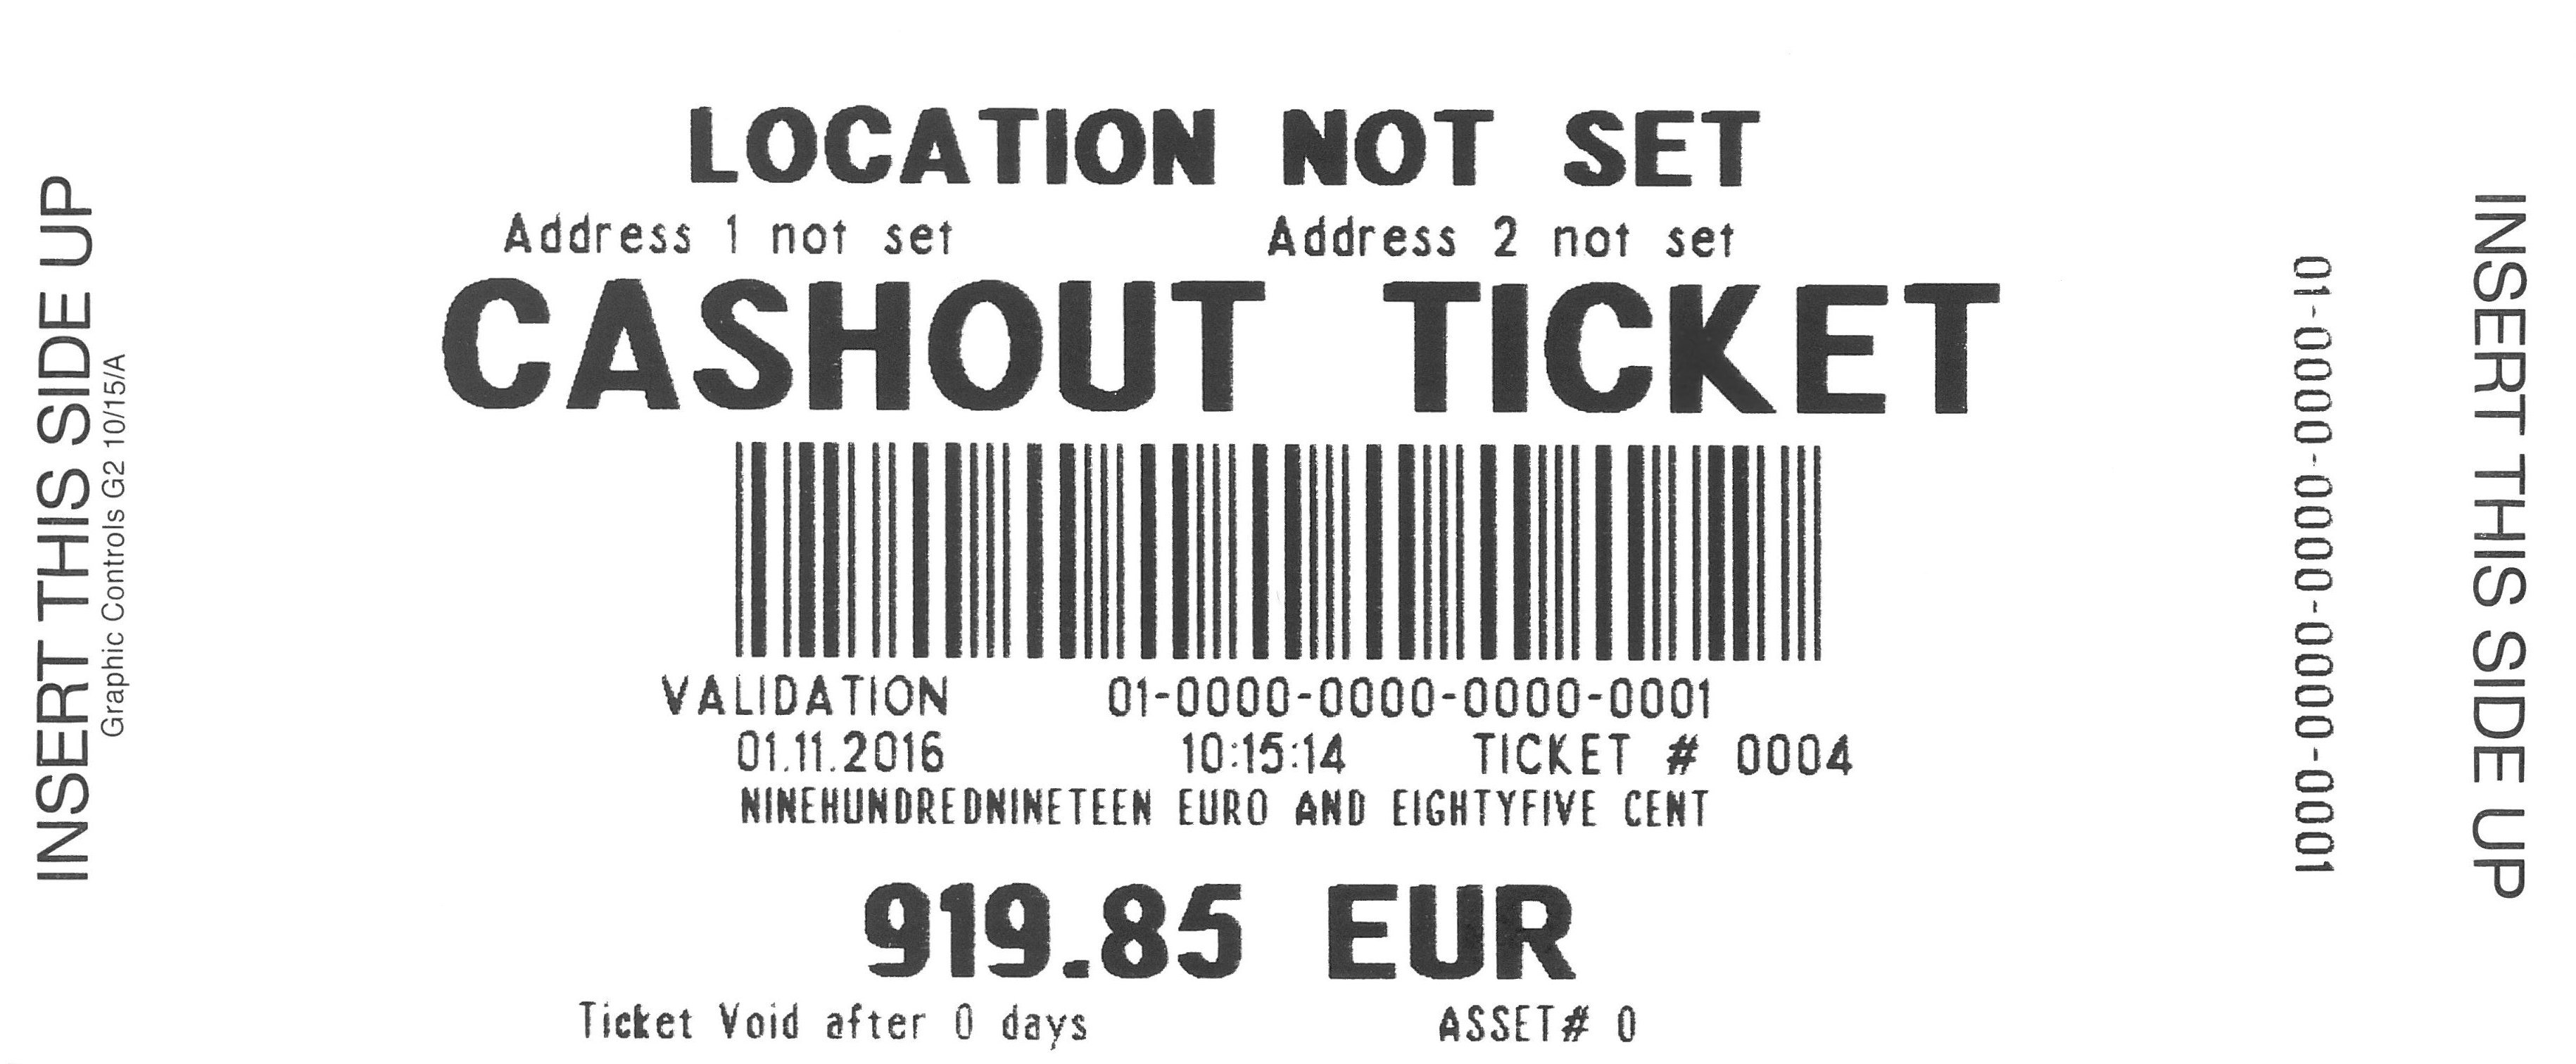 INSERT THIS SIDE UP
Graphic Controls G2 10/15/A
LOCATION NOT SET
Address 1 not set Address 2 not set
CASHOUT TICKET
VALIDATION 01-0000-0000-0000-0001
01.11.2016 10:15:14 TICKET # 0004
NINEHUNDREDNINETEEN EURO AND EIGHTYFIVE CENT
919.85 EUR
Ticket Void after 0 days ASSET# 0
01-0000-0000-0000-0001
INSERT THIS SIDE UP